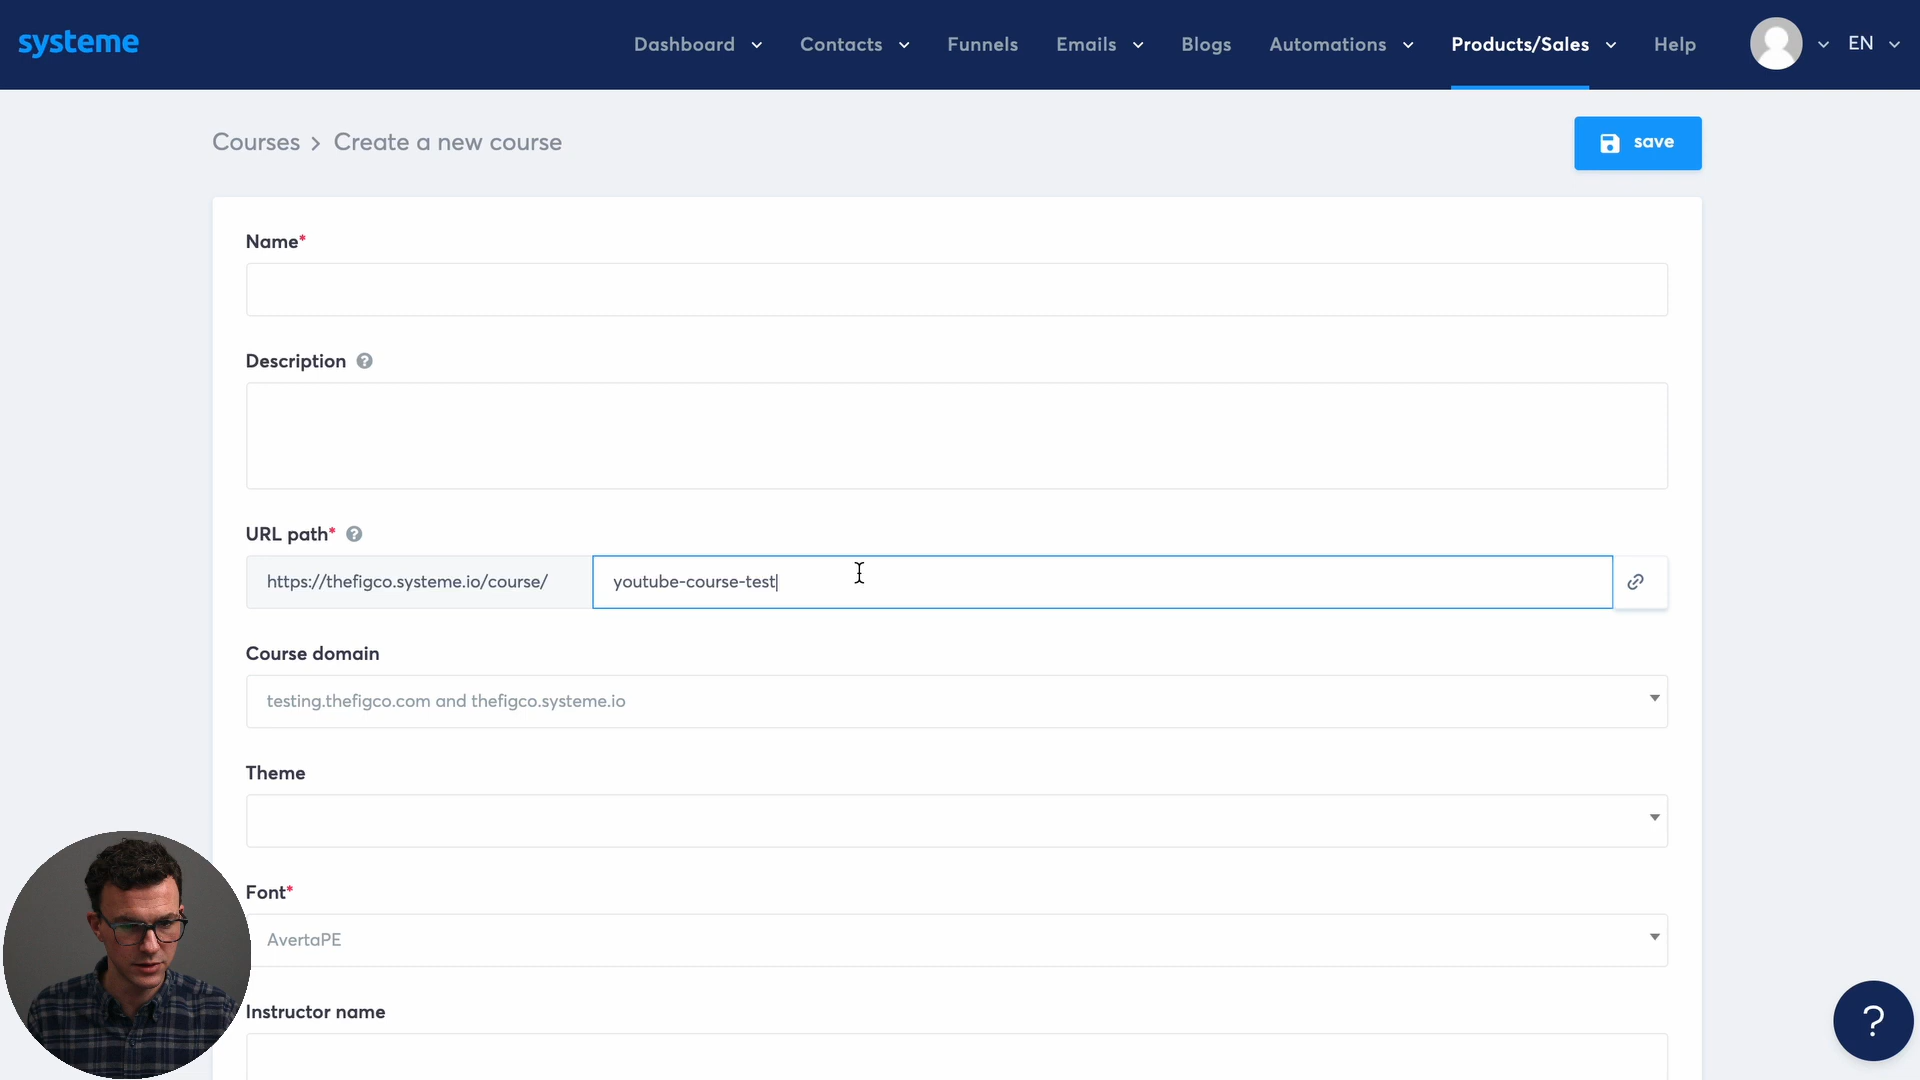 systeme
Dashboard Contacts Funnels Emails Blogs Automations Products/Sales Help EN
Courses > Create a new course
save
Name*
Description ?
URL path* ?
https://thefigco.systeme.io/course/ youtube-course-test
Course domain
testing.thefigco.com and thefigco.systeme.io
Theme
Font*
AvertaPE
Instructor name
?